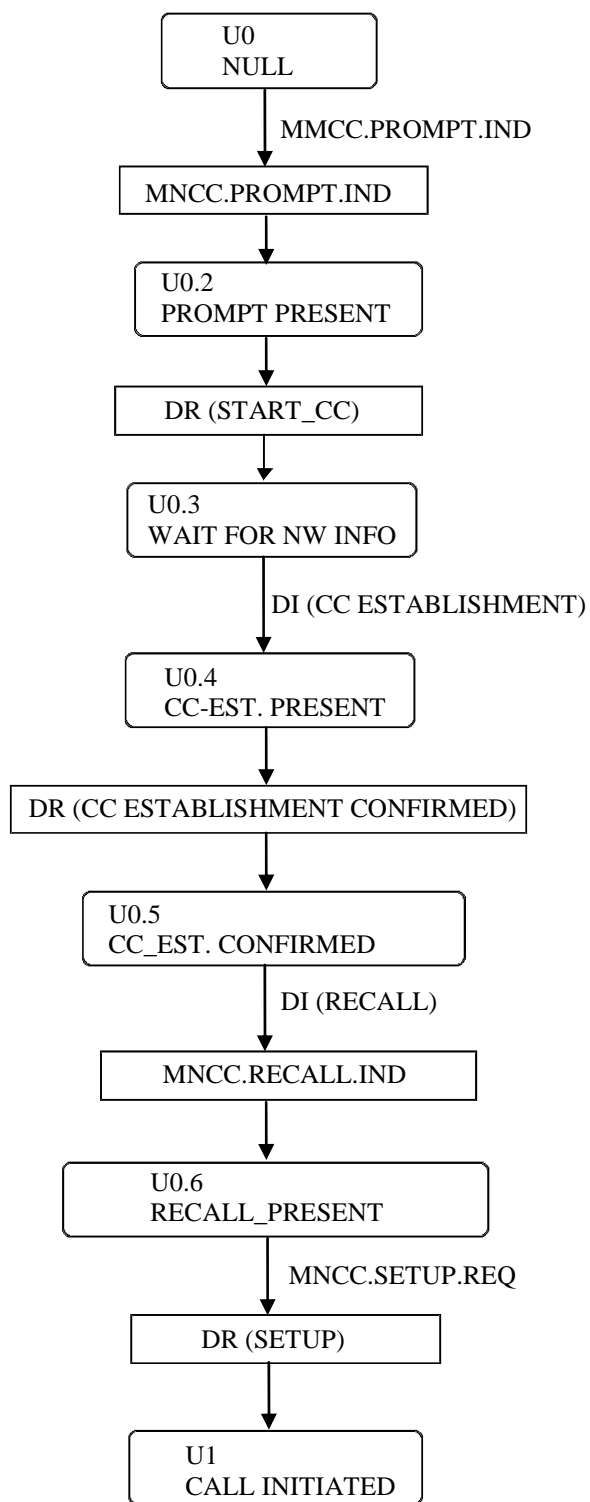 U0
NULL
MMCC.PROMPT.IND
MNCC.PROMPT.IND
U0.2
PROMPT PRESENT
DR (START_CC)
U0.3
WAIT FOR NW INFO
DI (CC ESTABLISHMENT)
U0.4
CC-EST. PRESENT
DR (CC ESTABLISHMENT CONFIRMED)
U0.5
CC_EST. CONFIRMED
DI (RECALL)
MNCC.RECALL.IND
U0.6
RECALL_PRESENT
MNCC.SETUP.REQ
DR (SETUP)
U1
CALL INITIATED